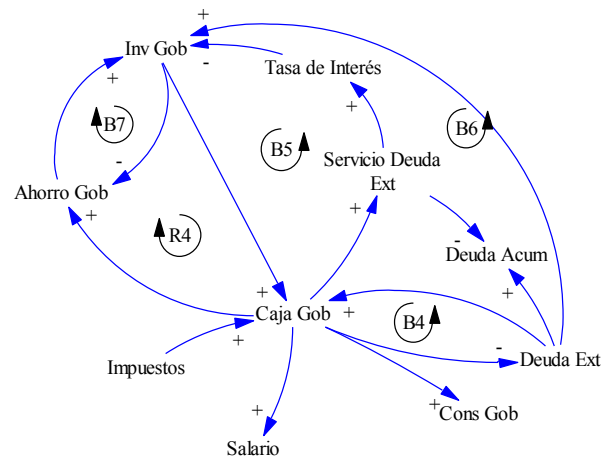 +
Inv Gob
-
Tasa de Interés
+
+
B7
B5
B6
-
Servicio Deuda
Ext
Ahorro Gob
+
+
R4
-
Deuda Acum
+
+
Caja Gob
+
B4
+
-
Impuestos
Deuda Ext
+
+
Cons Gob
Salario